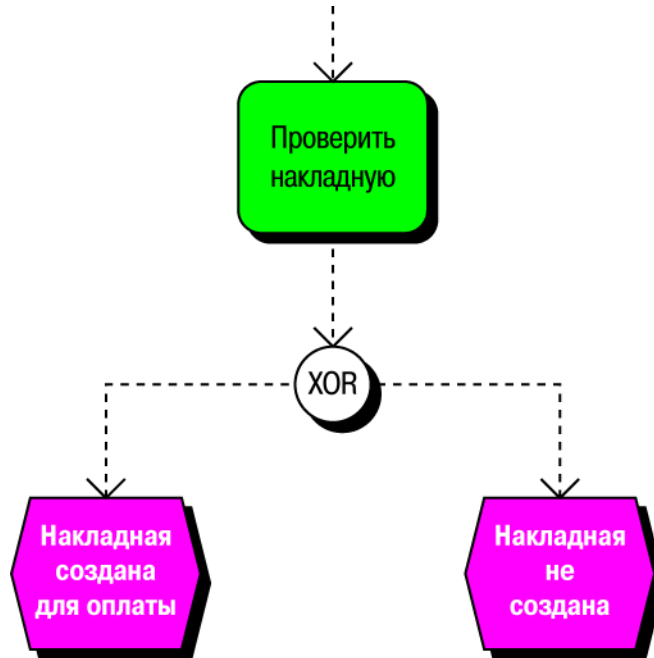 Проверить
накладную
XOR
Накладная
создана
для оплаты
Накладная
не
создана